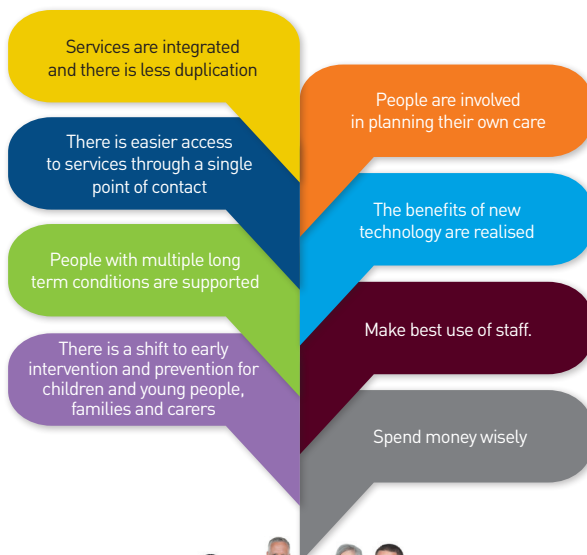 Services are integrated
and there is less duplication
People are involved
in planning their own care
There is easier access
to services through a single
point of contact
The benefits of new
technology are realised
People with multiple long
term conditions are supported
Make best use of staff.
There is a shift to early
intervention and prevention for
children and young people,
families and carers
Spend money wisely